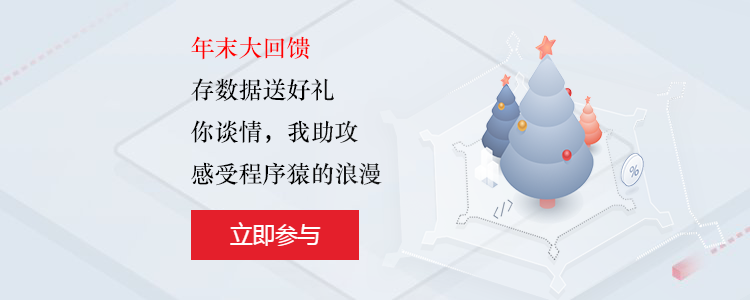 年末大回馈
存数据送好礼
你谈情，我助攻
感受程序猿的浪漫
立即参与
</>
%